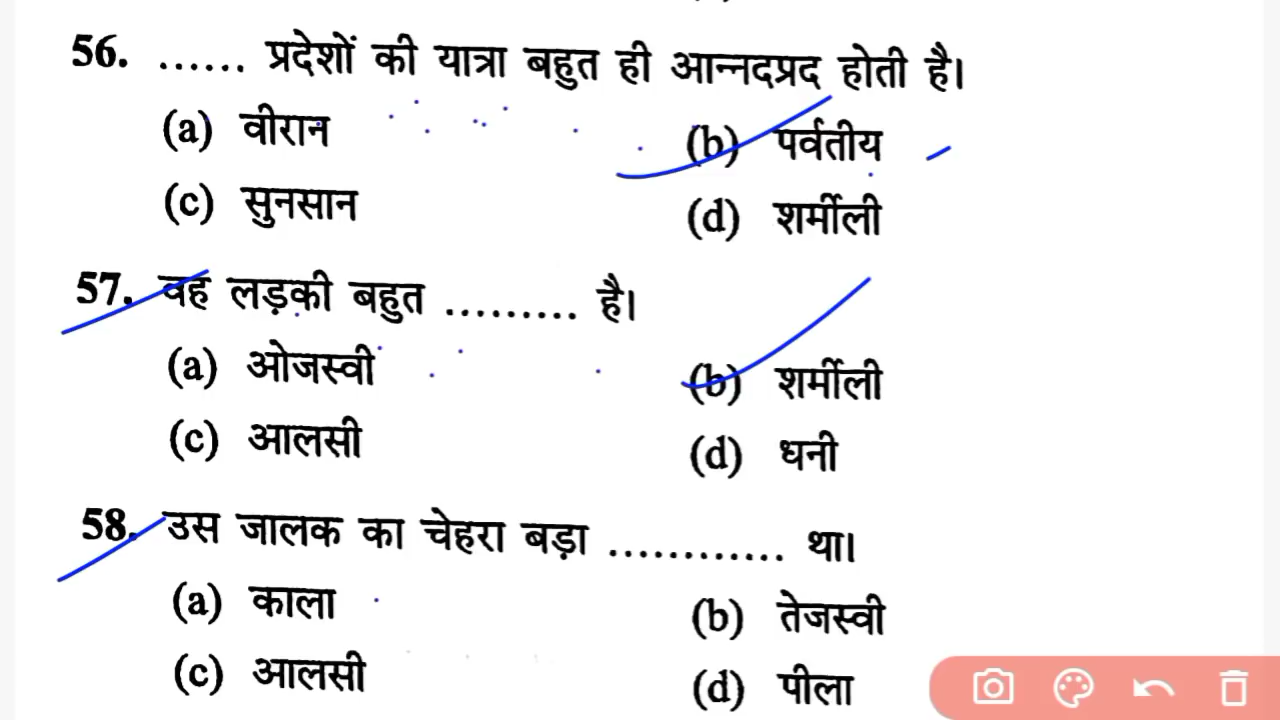 56. ...... प्रदेशों की यात्रा बहुत ही आन्नदप्रद होती है।
(a) वीरान (b) पर्वतीय
(c) सुनसान (d) शर्मीली
57. वह लड़की बहुत ......... है।
(a) ओजस्वी (b) शर्मीली
(c) आलसी (d) धनी
58. उस जालक का चेहरा बड़ा ............ था।
(a) काला (b) तेजस्वी
(c) आलसी (d) पीला